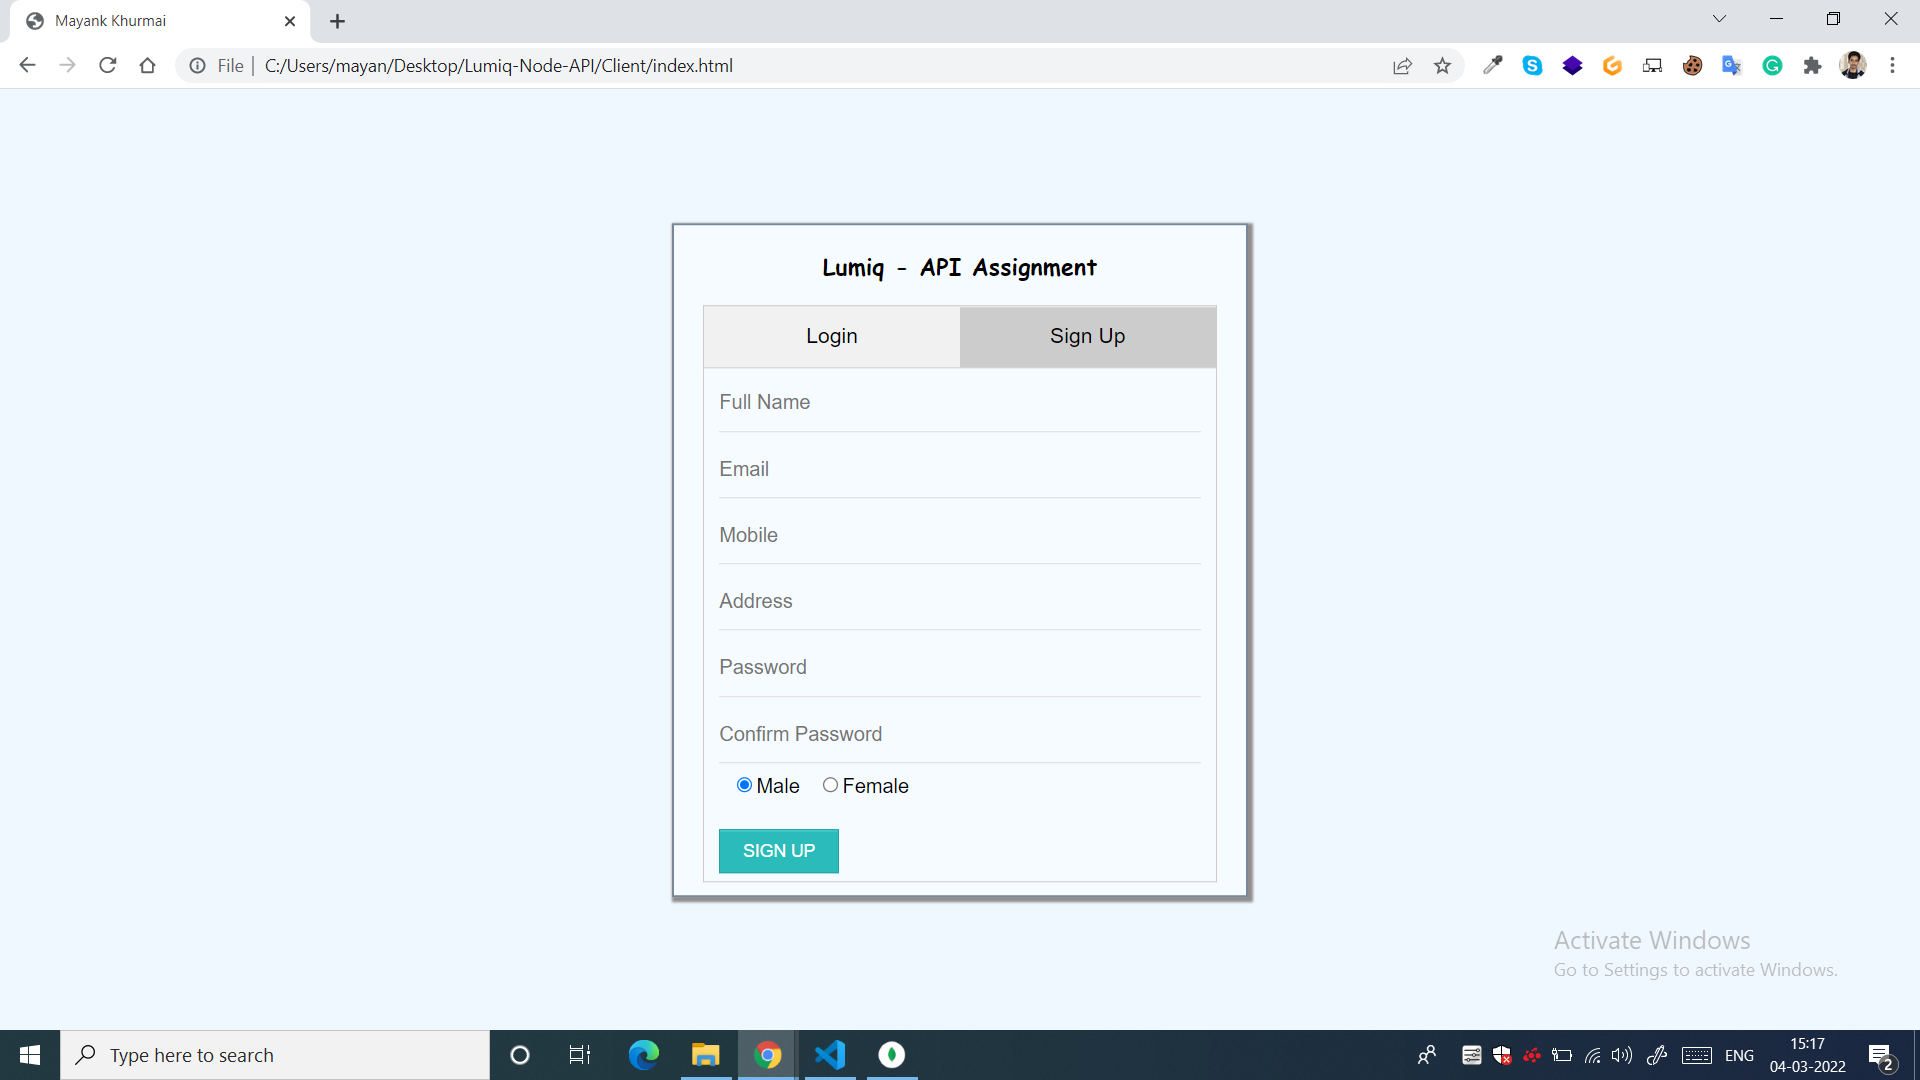 Mayank Khurmai
File | C:/Users/mayan/Desktop/Lumiq-Node-API/Client/index.html
Lumiq - API Assignment
Login Sign Up
Full Name
Email
Mobile
Address
Password
Confirm Password
Male Female
SIGN UP
Activate Windows
Go to Settings to activate Windows.
Type here to search
ENG
15:17
04-03-2022
2